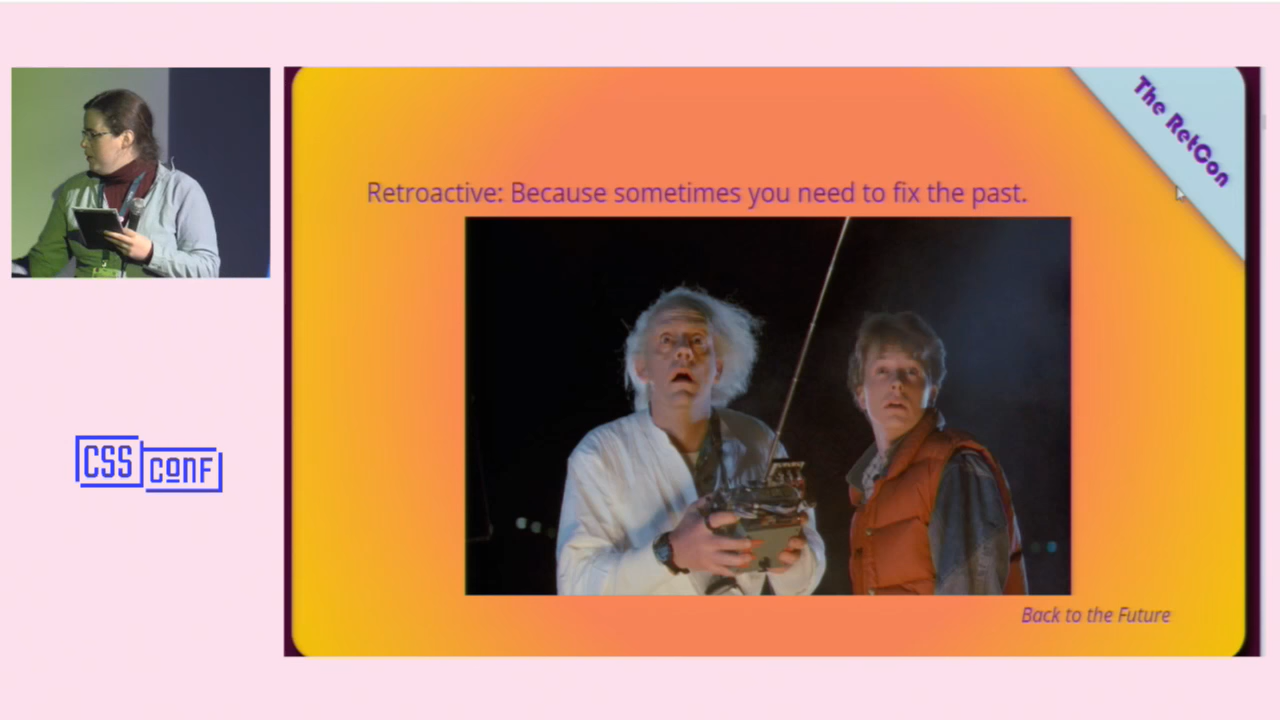 The RetCon
Retroactive: Because sometimes you need to fix the past.
Back to the Future
CSS
CONF